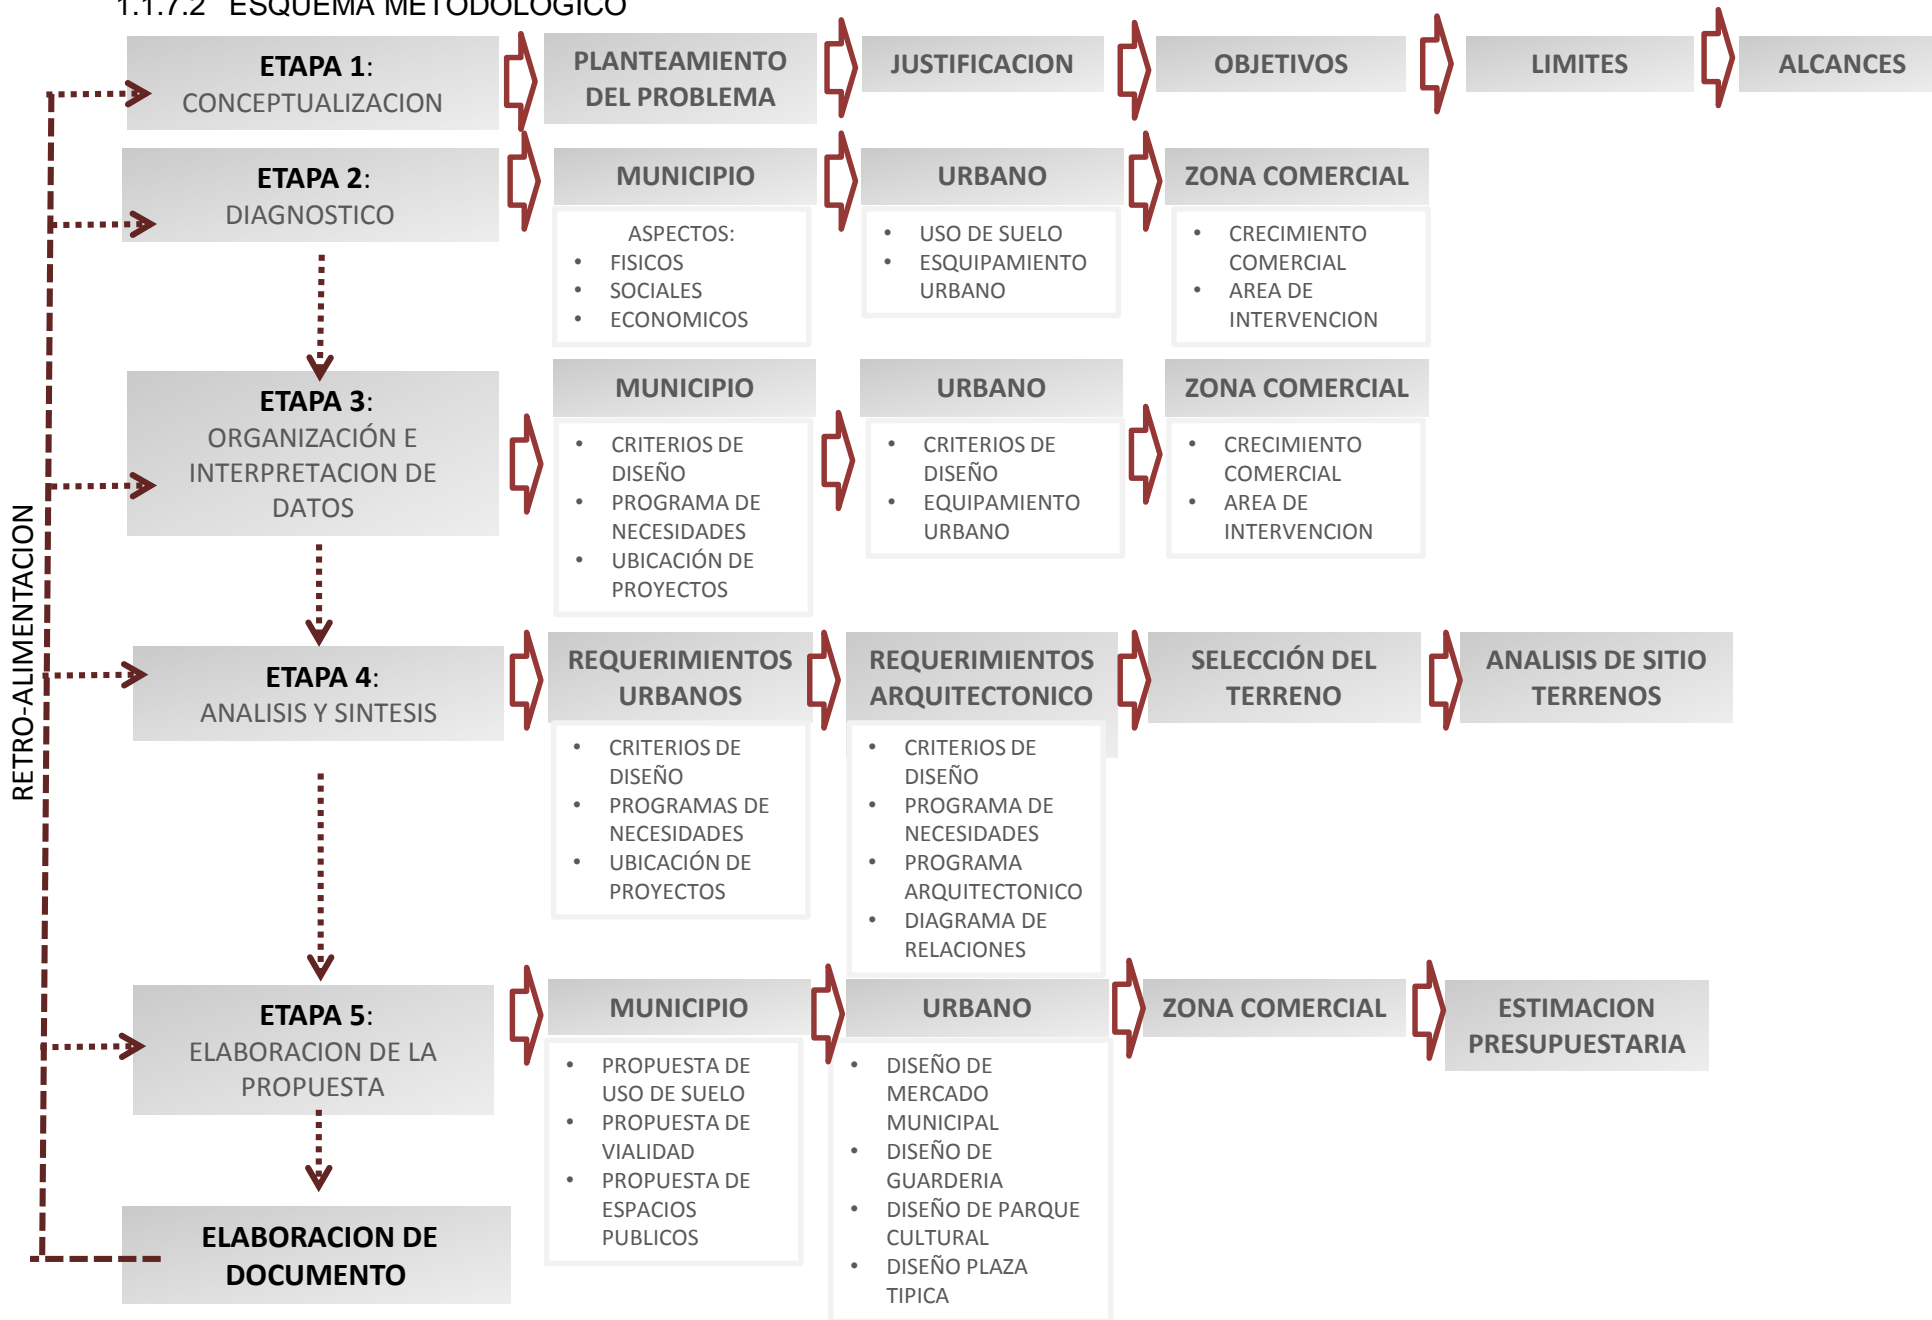 1.1.7.2 ESQUEMA METODOLOGICO
ETAPA 1:
CONCEPTUALIZACION
PLANTEAMIENTO
DEL PROBLEMA
JUSTIFICACION
OBJETIVOS
LIMITES
ALCANCES
ETAPA 2:
DIAGNOSTICO
MUNICIPIO
ASPECTOS:
• FISICOS
• SOCIALES
• ECONOMICOS
URBANO
• USO DE SUELO
• ESQUIPAMIENTO
URBANO
ZONA COMERCIAL
• CRECIMIENTO
COMERCIAL
• AREA DE
INTERVENCION
ETAPA 3:
ORGANIZACIÓN E
INTERPRETACION DE
DATOS
MUNICIPIO
• CRITERIOS DE
DISEÑO
• PROGRAMA DE
NECESIDADES
• UBICACIÓN DE
PROYECTOS
URBANO
• CRITERIOS DE
DISEÑO
• EQUIPAMIENTO
URBANO
ZONA COMERCIAL
• CRECIMIENTO
COMERCIAL
• AREA DE
INTERVENCION
RETRO-ALIMENTACION
ETAPA 4:
ANALISIS Y SINTESIS
REQUERIMIENTOS
URBANOS
• CRITERIOS DE
DISEÑO
• PROGRAMAS DE
NECESIDADES
• UBICACIÓN DE
PROYECTOS
REQUERIMIENTOS
ARQUITECTONICO
• CRITERIOS DE
DISEÑO
• PROGRAMA DE
NECESIDADES
• PROGRAMA
ARQUITECTONICO
• DIAGRAMA DE
RELACIONES
SELECCIÓN DEL
TERRENO
ANALISIS DE SITIO
TERRENOS
ETAPA 5:
ELABORACION DE LA
PROPUESTA
MUNICIPIO
• PROPUESTA DE
USO DE SUELO
• PROPUESTA DE
VIALIDAD
• PROPUESTA DE
ESPACIOS
PUBLICOS
URBANO
• DISEÑO DE
MERCADO
MUNICIPAL
• DISEÑO DE
GUARDERIA
• DISEÑO DE PARQUE
CULTURAL
• DISEÑO PLAZA
TIPICA
ZONA COMERCIAL
ESTIMACION
PRESUPUESTARIA
ELABORACION DE
DOCUMENTO